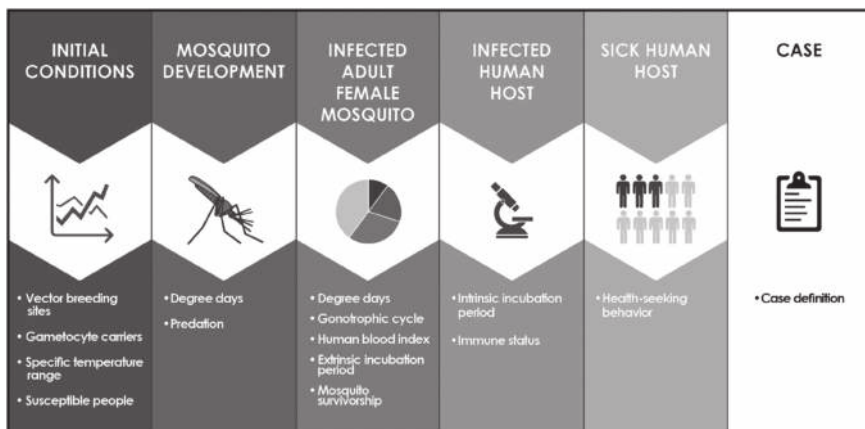 INITIAL
CONDITIONS
MOSQUITO
DEVELOPMENT
INFECTED
ADULT
FEMALE
MOSQUITO
INFECTED
HUMAN
HOST
SICK HUMAN
HOST
CASE
• Vector breeding
sites
• Gametocyte carriers
• Specific temperature
range
• Susceptible people
• Degree days
• Predation
• Degree days
• Gonotrophic cycle
• Human blood index
• Extrinsic incubation
period
• Mosquito
survivorship
• Intrinsic incubation
period
• Immune status
• Health-seeking
behavior
• Case definition